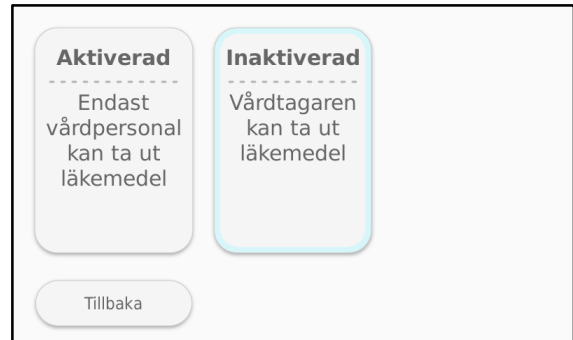 Aktiverad
Endast
vårdpersonal
kan ta ut
läkemedel
Inaktiverad
Vårdtagaren
kan ta ut
läkemedel
Tillbaka